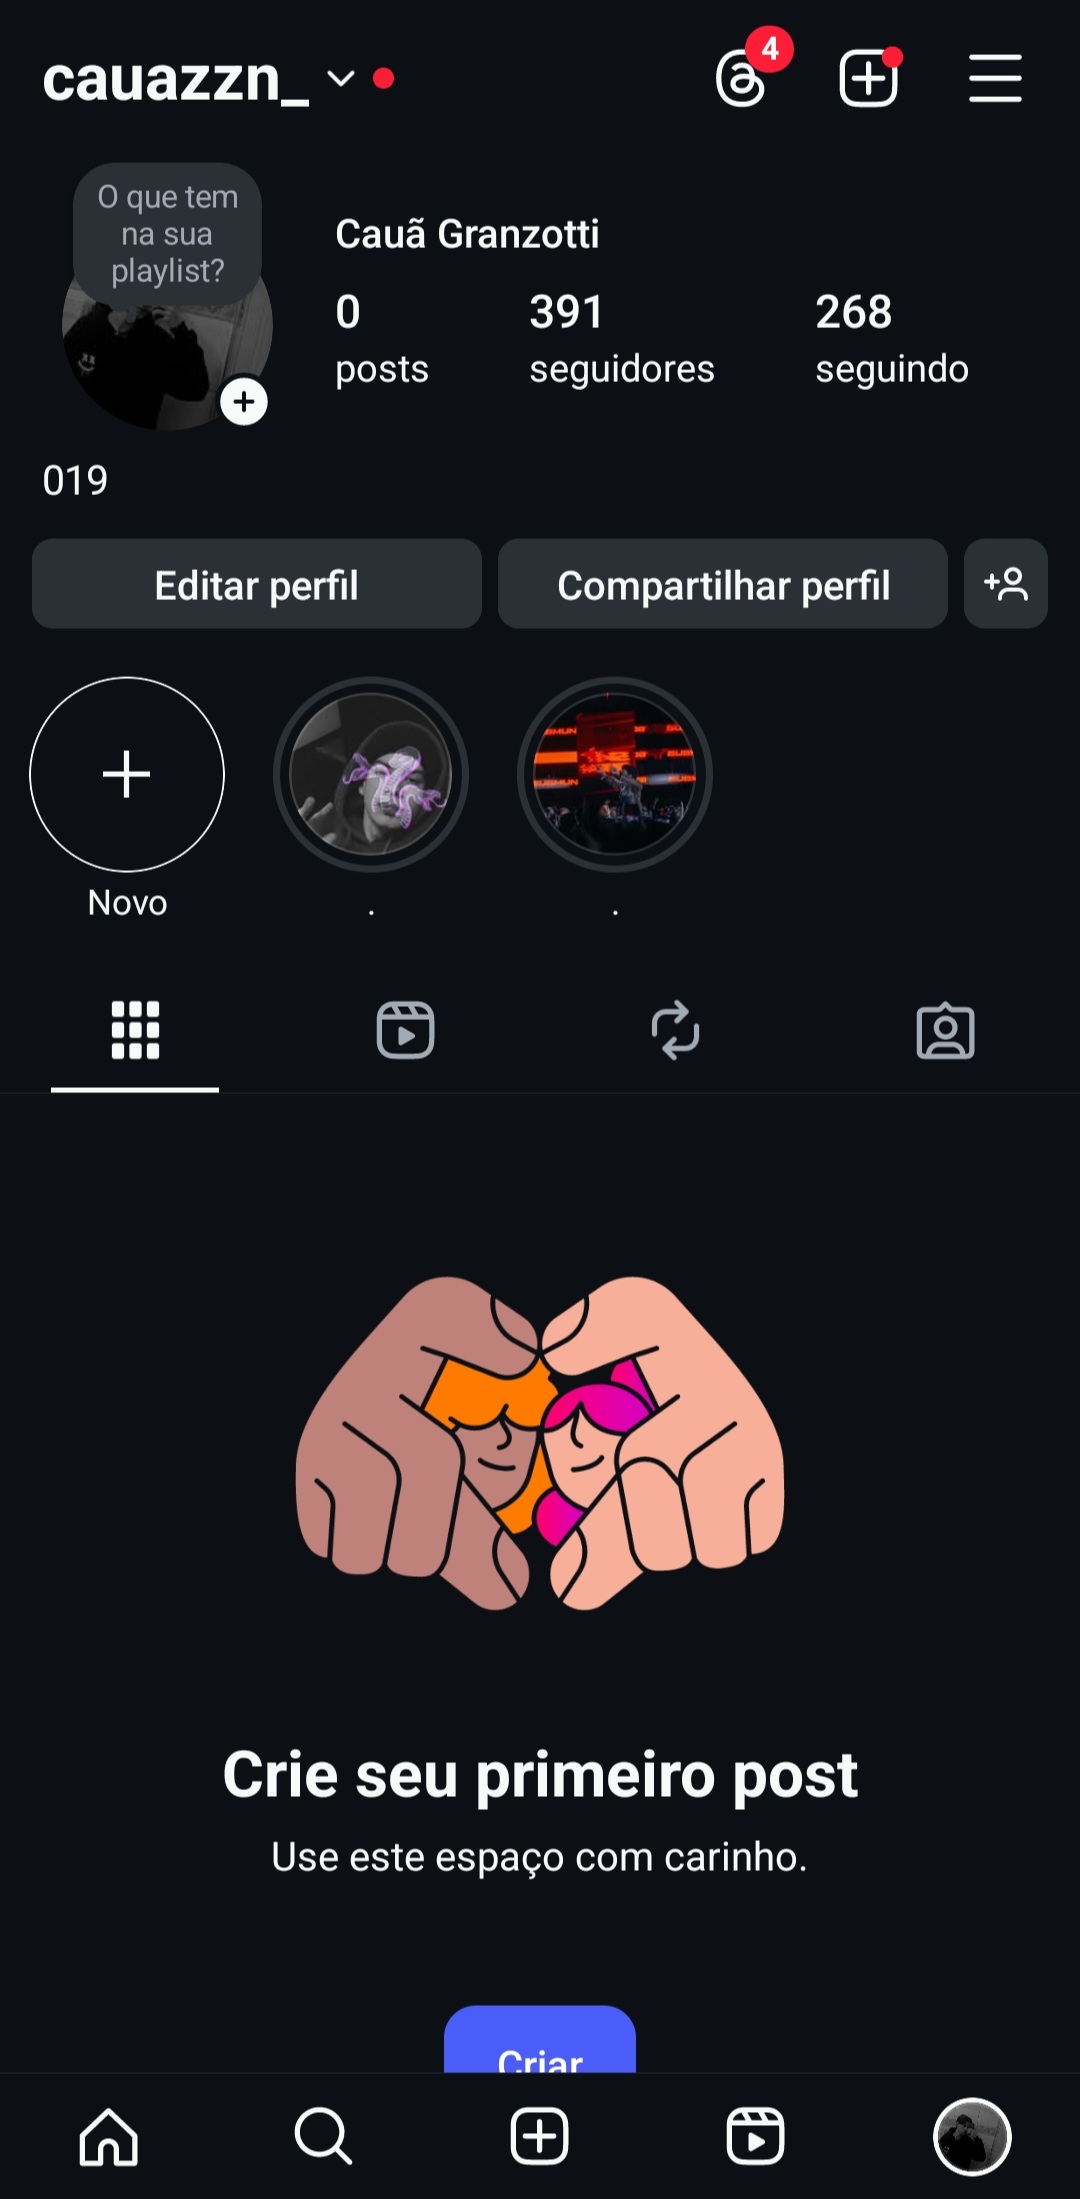 cauazzn_
4
O que tem
na sua
playlist?
Cauã Granzotti
0
391
268
posts
seguidores
seguindo
019
Editar perfil
Compartilhar perfil
Novo
.
.
Crie seu primeiro post
Use este espaço com carinho.
Criar